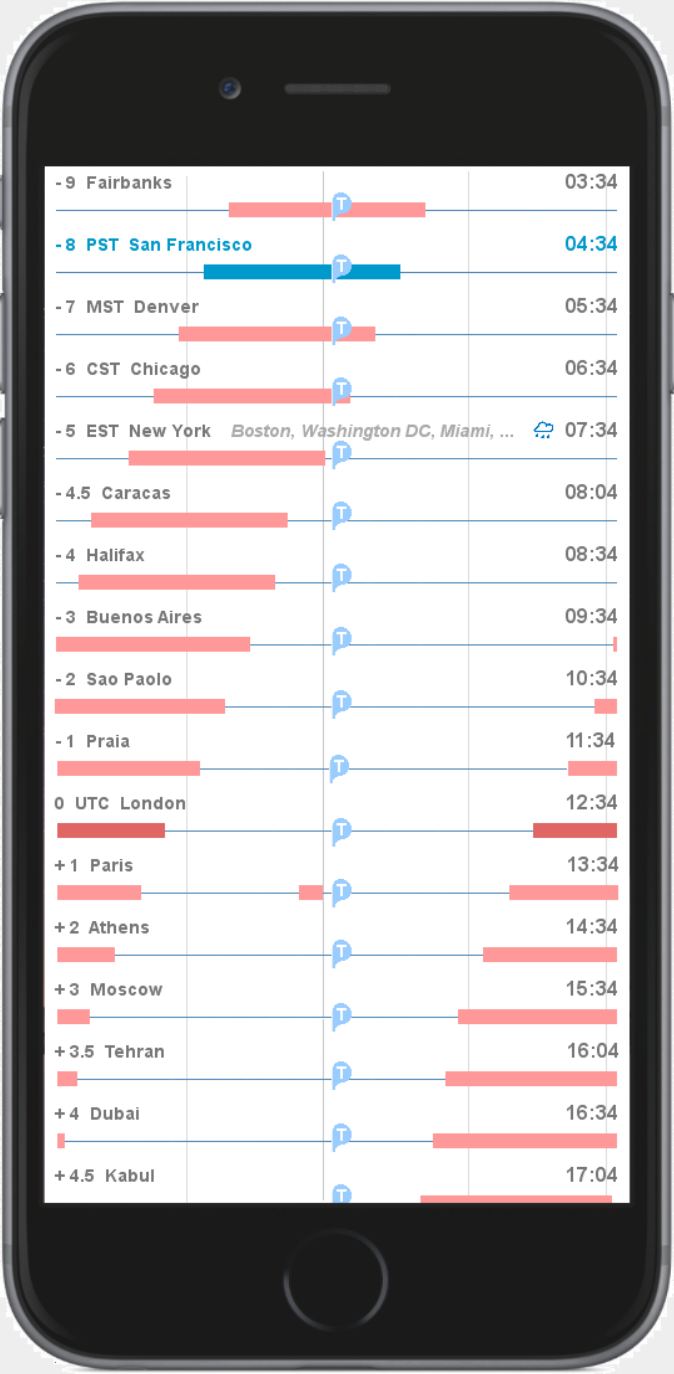 -9 Fairbanks 03:34
T
-8 PST San Francisco 04:34
T
-7 MST Denver 05:34
T
-6 CST Chicago 06:34
T
-5 EST New York Boston, Washington DC, Miami, ... 07:34
T
-4.5 Caracas 08:04
T
-4 Halifax 08:34
T
-3 Buenos Aires 09:34
T
-2 Sao Paolo 10:34
T
-1 Praia 11:34
T
0 UTC London 12:34
T
+1 Paris 13:34
T
+2 Athens 14:34
T
+3 Moscow 15:34
T
+3.5 Tehran 16:04
T
+4 Dubai 16:34
T
+4.5 Kabul 17:04
T